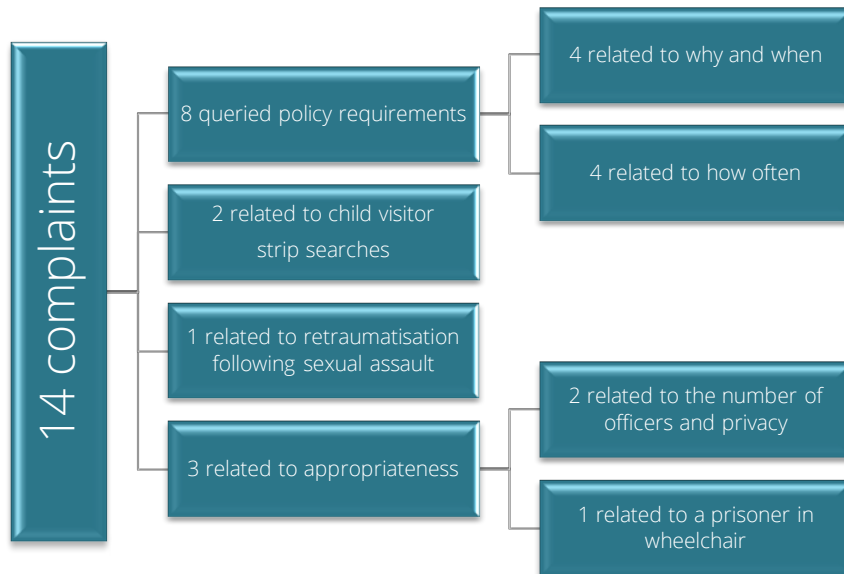 14 complaints
8 queried policy requirements
4 related to why and when
4 related to how often
2 related to child visitor
strip searches
1 related to retraumatisation
following sexual assault
3 related to appropriateness
2 related to the number of
officers and privacy
1 related to a prisoner in
wheelchair